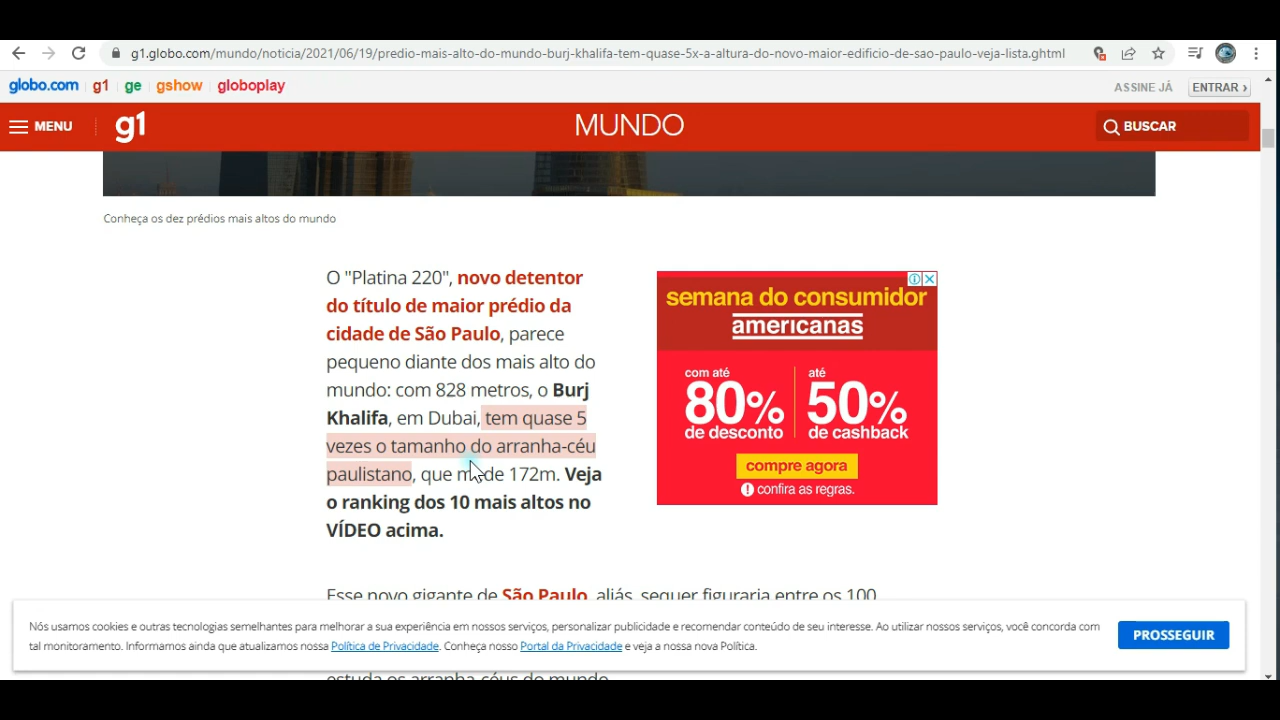 g1.globo.com/mundo/noticia/2021/06/19/predio-mais-alto-do-mundo-burj-khalifa-tem-quase-5x-a-altura-do-novo-maior-edificio-de-sao-paulo-veja-lista.ghtml
globo.com g1 ge gshow globoplay ASSINE JÁ ENTRAR ›
MENU g1 MUNDO BUSCAR
Conheça os dez prédios mais altos do mundo
O "Platina 220", novo detentor
do título de maior prédio da
cidade de São Paulo, parece
pequeno diante dos mais alto do
mundo: com 828 metros, o Burj
Khalifa, em Dubai, tem quase 5
vezes o tamanho do arranha-céu
paulistano, que mede 172m. Veja
o ranking dos 10 mais altos no
VÍDEO acima.
semana do consumidor
americanas
com até
80%
de desconto
até
50%
de cashback
compre agora
confira as regras.
Esse novo gigante de São Paulo, aliás, sequer figuraria entre os 100
Nós usamos cookies e outras tecnologias semelhantes para melhorar a sua experiência em nossos serviços, personalizar publicidade e recomendar conteúdo de seu interesse. Ao utilizar nossos serviços, você concorda com
tal monitoramento. Informamos ainda que atualizamos nossa Política de Privacidade. Conheça nosso Portal da Privacidade e veja a nossa nova Política.
PROSSEGUIR
estuda os arranha-céus do mundo